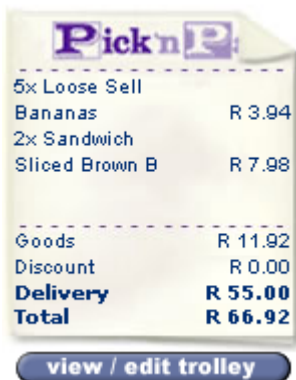 Pick'n P
5x Loose Sell
Bananas R 3.94
2x Sandwich
Sliced Brown B R 7.98
Goods R 11.92
Discount R 0.00
Delivery R 55.00
Total R 66.92
view / edit trolley